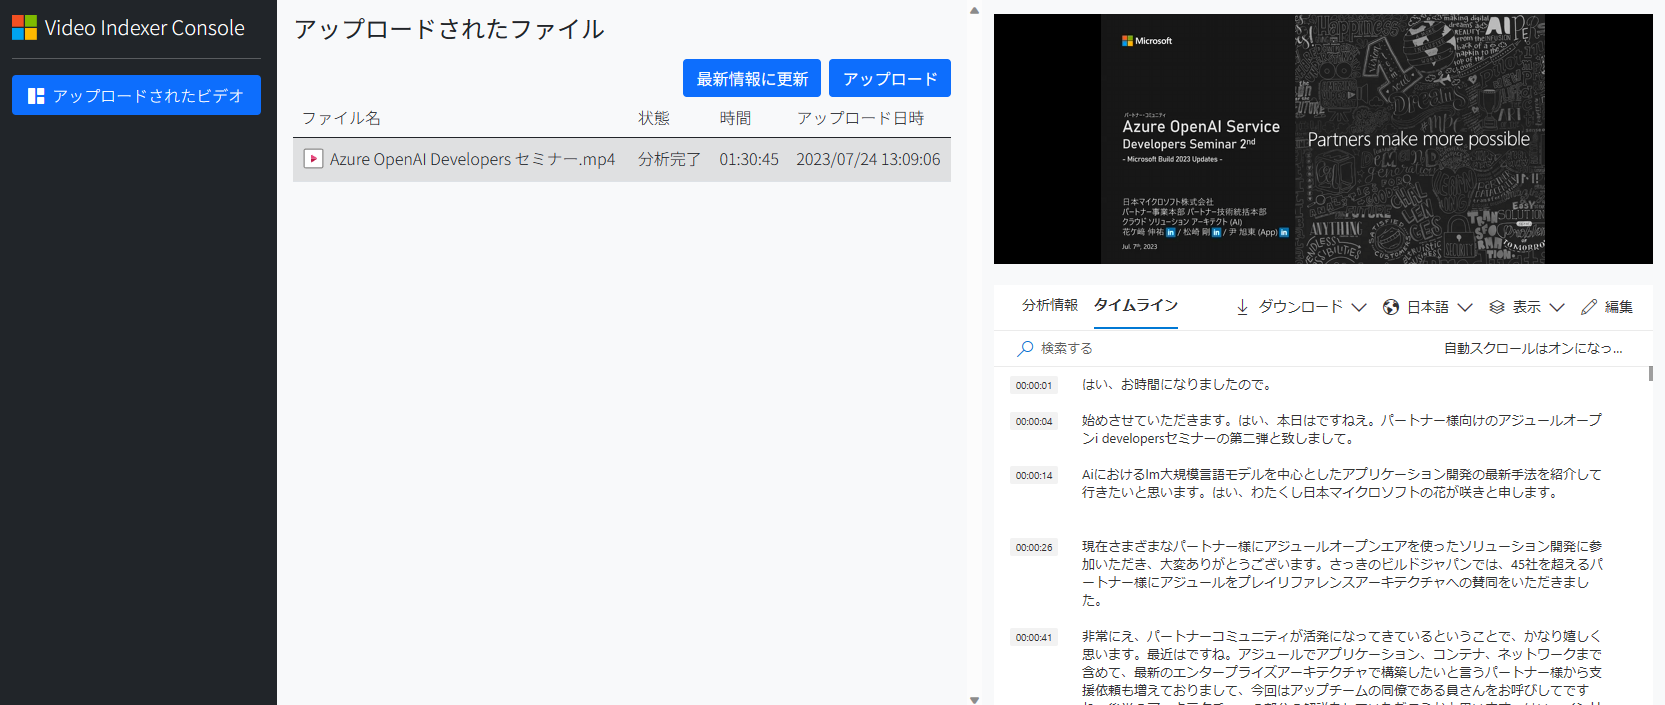 Video Indexer Console
アップロードされたビデオ
アップロードされたファイル
最新情報に更新
アップロード
ファイル名 状態 時間 アップロード日時
Azure OpenAI Developers セミナー.mp4 分析完了 01:30:45 2023/07/24 13:09:06
Microsoft
パートナー・コミュニティ
Azure OpenAI Service
Developers Seminar 2nd
- Microsoft Build 2023 Updates -
日本マイクロソフト株式会社
パートナー事業本部 パートナー技術統括本部
クラウド ソリューション アーキテクト (AI)
花ケ﨑 伸祐 in / 松崎 剛 in / 尹 旭東 (App) in
Jul. 7th, 2023
Partners make more possible
分析情報 タイムライン ダウンロード 日本語 表示 編集
検索する 自動スクロールはオンになっ...
00:00:01 はい、お時間になりましたので。
00:00:04 始めさせていただきます。はい、本日はですねえ。パートナー様向けのアジュールオープ
ンi developersセミナーの第二弾と致しまして。
00:00:14 Aiにおけるlm大規模言語モデルを中心としたアプリケーション開発の最新手法を紹介して
行きたいと思います。はい、わたくし日本マイクロソフトの花が咲きと申します。
00:00:26 現在さまざまなパートナー様にアジュールオープンエアを使ったソリューション開発に参
加いただき、大変ありがとうございます。さっきのビルドジャパンでは、45社を超えるパ
ートナー様にアジュールをプレイリファレンスアーキテクチャへの賛同をいただきまし
た。
00:00:41 非常にえ、パートナーコミュニティが活発になってきているということで、かなり嬉しく
思います。最近はですね。アジュールでアプリケーション、コンテナ、ネットワークまで
含めて、最新のエンタープライズアーキテクチャで構築したいと言うパートナー様から支
援依頼も増えておりまして、今回はアップチームの同僚である員さんをお呼びしてです